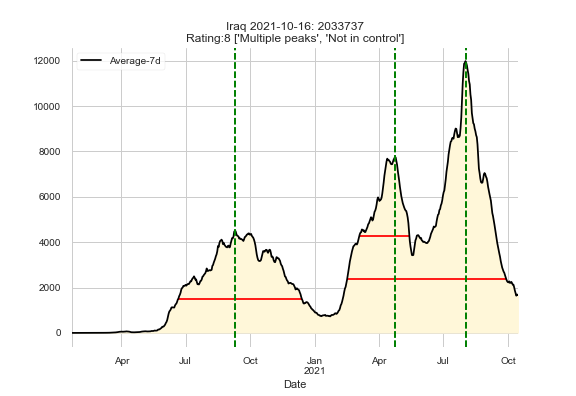 Iraq 2021-10-16: 2033737
Rating:8 ['Multiple peaks', 'Not in control']
Average-7d
12000
10000
8000
6000
4000
2000
0
Apr Jul Oct Jan Apr Jul Oct
2021
Date